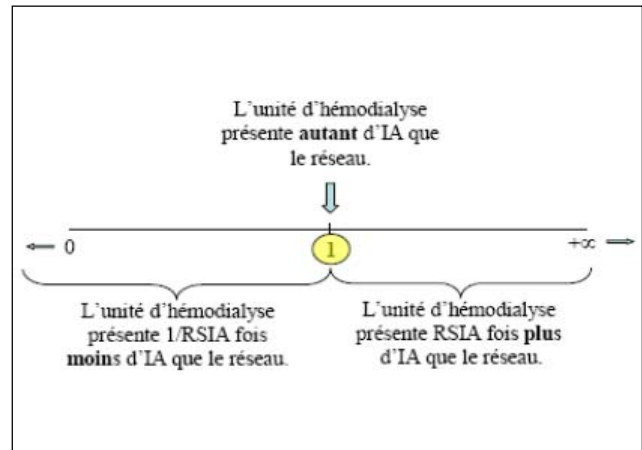 L'unité d'hémodialyse
présente autant d'IA que
le réseau.
0
1
+∞
L'unité d'hémodialyse
présente 1/RSIA fois
moins d'IA que le réseau.
L'unité d'hémodialyse
présente RSIA fois plus
d'IA que le réseau.